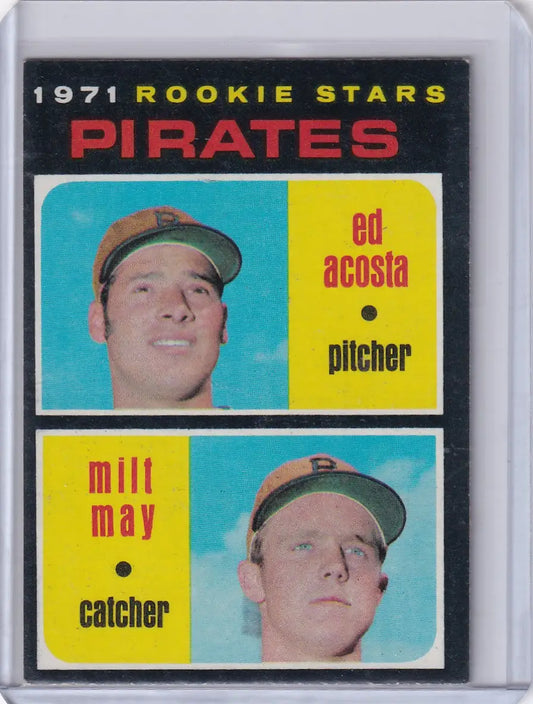 1971 ROOKIE STARS
PIRATES
B
ed
acosta
pitcher
milt
may
catcher
B